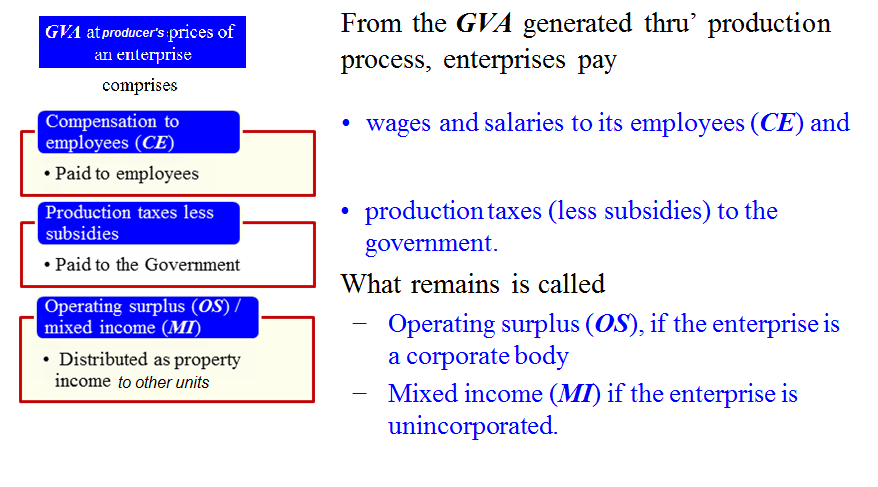 GVA at producer's prices of
an enterprise
comprises
Compensation to
employees (CE)
• Paid to employees
Production taxes less
subsidies
• Paid to the Government
Operating surplus (OS) /
mixed income (MI)
• Distributed as property
income to other units
From the GVA generated thru’ production
process, enterprises pay
• wages and salaries to its employees (CE) and
• production taxes (less subsidies) to the
government.
What remains is called
– Operating surplus (OS), if the enterprise is
a corporate body
– Mixed income (MI) if the enterprise is
unincorporated.